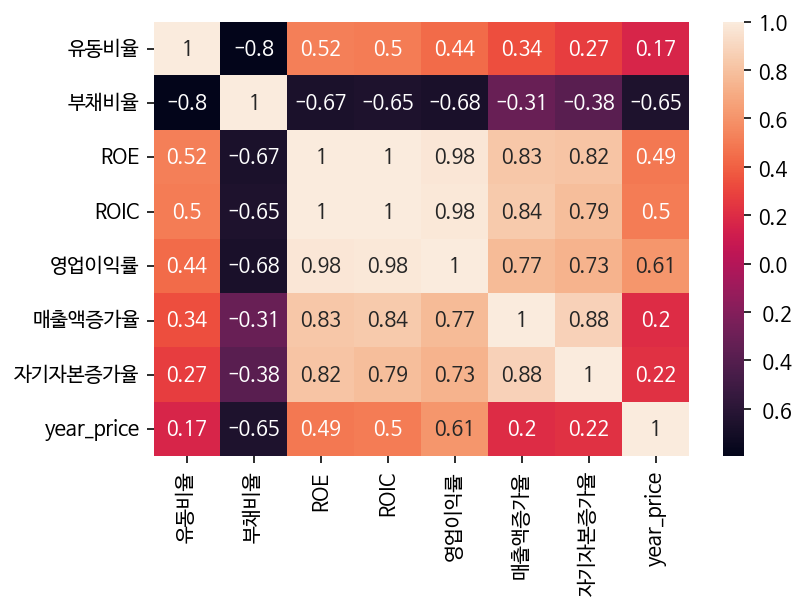 유동비율 1 −0.8 0.52 0.5 0.44 0.34 0.27 0.17
부채비율 −0.8 1 −0.67 −0.65 −0.68 −0.31 −0.38 −0.65
ROE 0.52 −0.67 1 1 0.98 0.83 0.82 0.49
ROIC 0.5 −0.65 1 1 0.98 0.84 0.79 0.5
영업이익률 0.44 −0.68 0.98 0.98 1 0.77 0.73 0.61
매출액증가율 0.34 −0.31 0.83 0.84 0.77 1 0.88 0.2
자기자본증가율 0.27 −0.38 0.82 0.79 0.73 0.88 1 0.22
year_price 0.17 −0.65 0.49 0.5 0.61 0.2 0.22 1
유동비율
부채비율
ROE
ROIC
영업이익률
매출액증가율
자기자본증가율
year_price
1.0
0.8
0.6
0.4
0.2
0.0
0.2
0.4
0.6